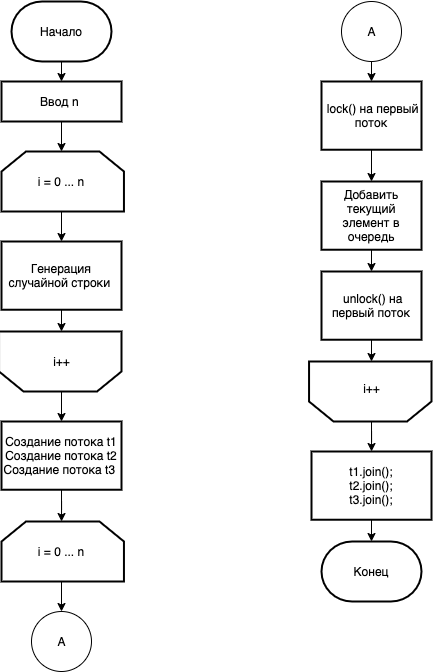 Начало
Ввод n
i = 0 ... n
Генерация
случайной строки
i++
Создание потока t1
Создание потока t2
Создание потока t3
i = 0 ... n
A
A
lock() на первый
поток
Добавить
текущий
элемент в
очередь
unlock() на
первый поток
i++
t1.join();
t2.join();
t3.join();
Конец